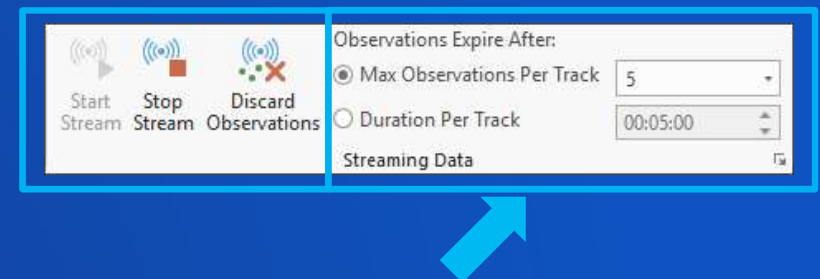 Start Stream
Stop Stream
Discard Observations
Observations Expire After:
Max Observations Per Track 5
Duration Per Track 00:05:00
Streaming Data